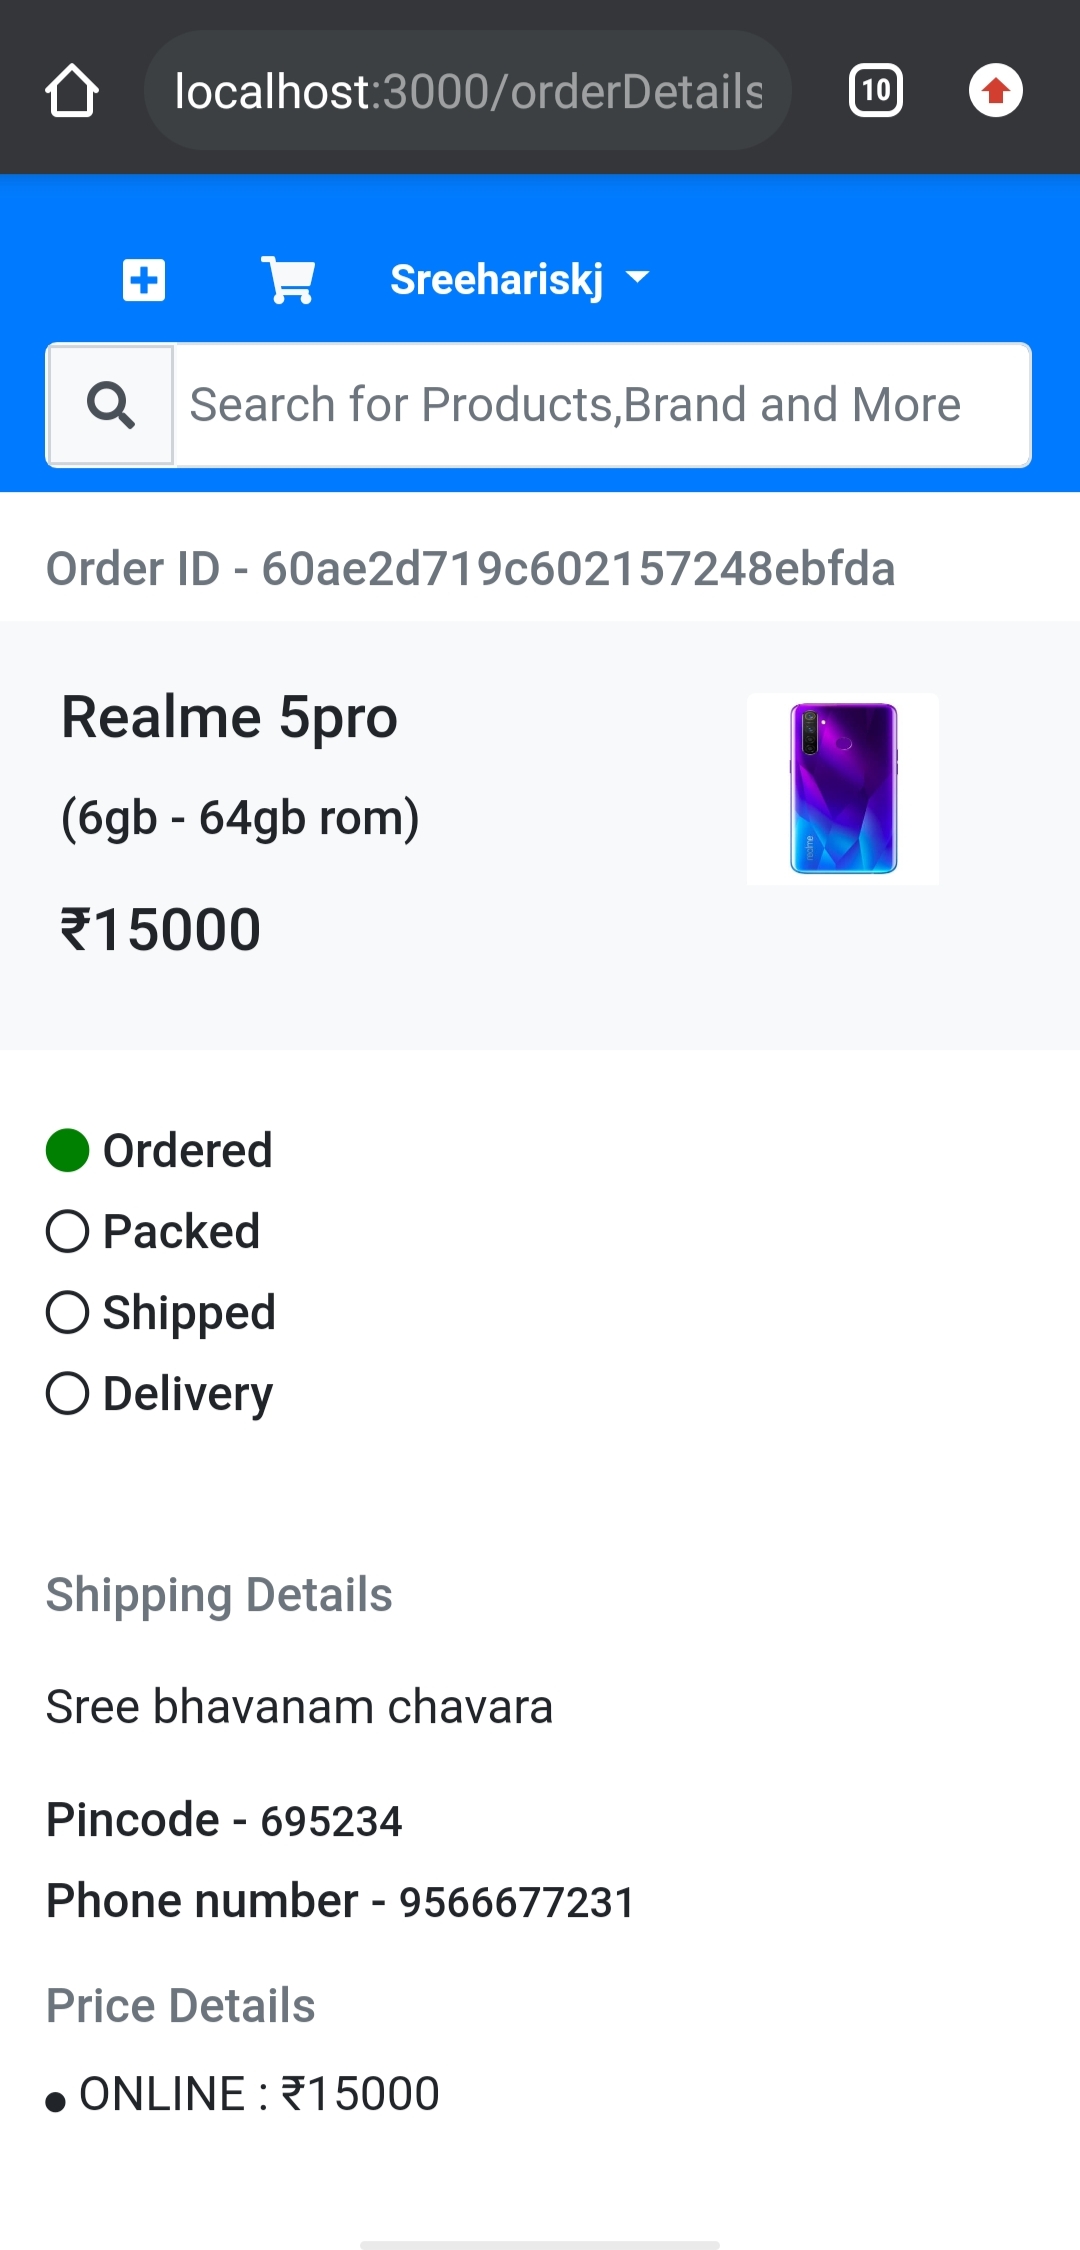 localhost:3000/orderDetails
10
Sreehariskj
Search for Products,Brand and More
Order ID - 60ae2d719c602157248ebfda
Realme 5pro
(6gb - 64gb rom)
₹15000
realme
Ordered
Packed
Shipped
Delivery
Shipping Details
Sree bhavanam chavara
Pincode - 695234
Phone number - 9566677231
Price Details
ONLINE : ₹15000